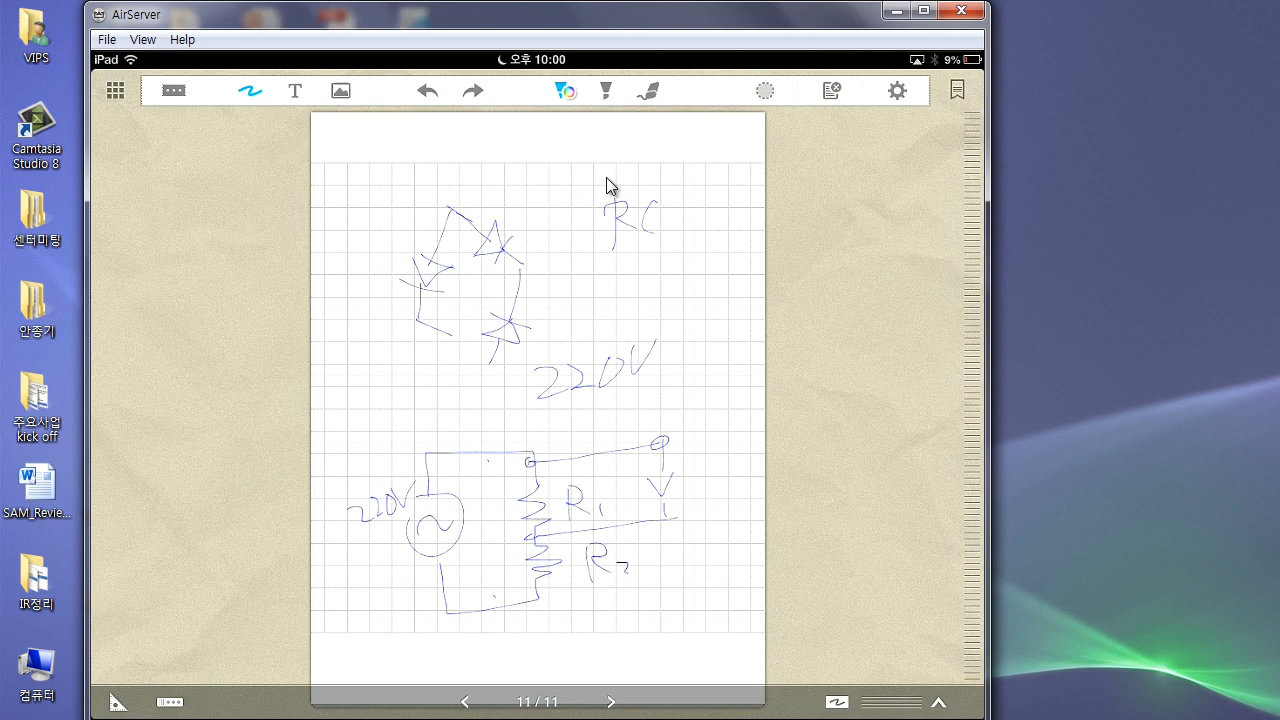 AirServer
File View Help
iPad 오후 10:00 9%
T
RC
220V
220V
R1
V
R2
11 / 11
VIPS
Camtasia
Studio 8
센터미팅
안종기
주요사업
kick off
SAM_Revie...
IR정리
컴퓨터